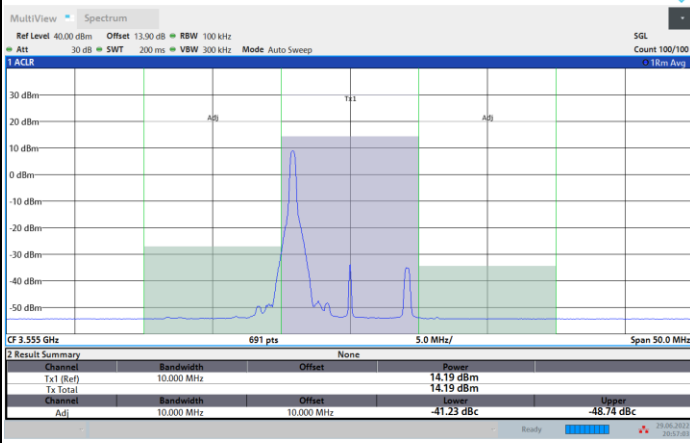 MultiView Spectrum
Ref Level 40.00 dBm Offset 13.90 dB RBW 100 kHz SGL
Att 30 dB SWT 200 ms VBW 300 kHz Mode Auto Sweep Count 100/100
1 ACLR 1Rm Avg
30 dBm
Tx1
20 dBm
Adj Adj
10 dBm
0 dBm
-10 dBm
-20 dBm
-30 dBm
-40 dBm
-50 dBm
CF 3.555 GHz 691 pts 5.0 MHz/ Span 50.0 MHz
2 Result Summary None
Channel Bandwidth Offset Power
Tx1 (Ref) 10.000 MHz 14.19 dBm
Tx Total 14.19 dBm
Channel Bandwidth Offset Lower Upper
Adj 10.000 MHz 10.000 MHz -41.23 dBc -48.74 dBc
Ready 29.06.2022
20:57:03